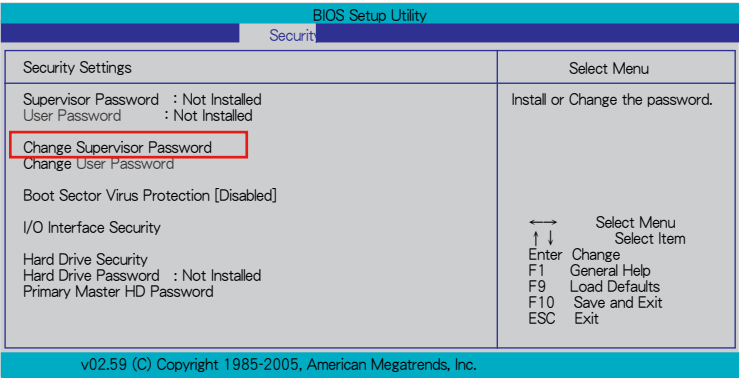 BIOS Setup Utility
Security
Security Settings
Supervisor Password : Not Installed
User Password : Not Installed
Change Supervisor Password
Change User Password
Boot Sector Virus Protection [Disabled]
I/O Interface Security
Hard Drive Security
Hard Drive Password : Not Installed
Primary Master HD Password
Select Menu
Install or Change the password.
←→ Select Menu
↑↓ Select Item
Enter Change
F1 General Help
F9 Load Defaults
F10 Save and Exit
ESC Exit
v02.59 (C) Copyright 1985-2005, American Megatrends, Inc.